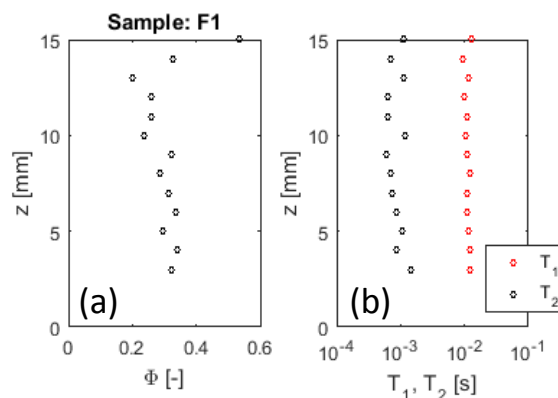 Sample: F1
15
10
5
0
z [mm]
0
0.2
0.4
0.6
Φ [-]
(a)
15
10
5
0
z [mm]
10⁻⁴
10⁻³
10⁻²
10⁻¹
T₁, T₂ [s]
(b)
T₁
T₂